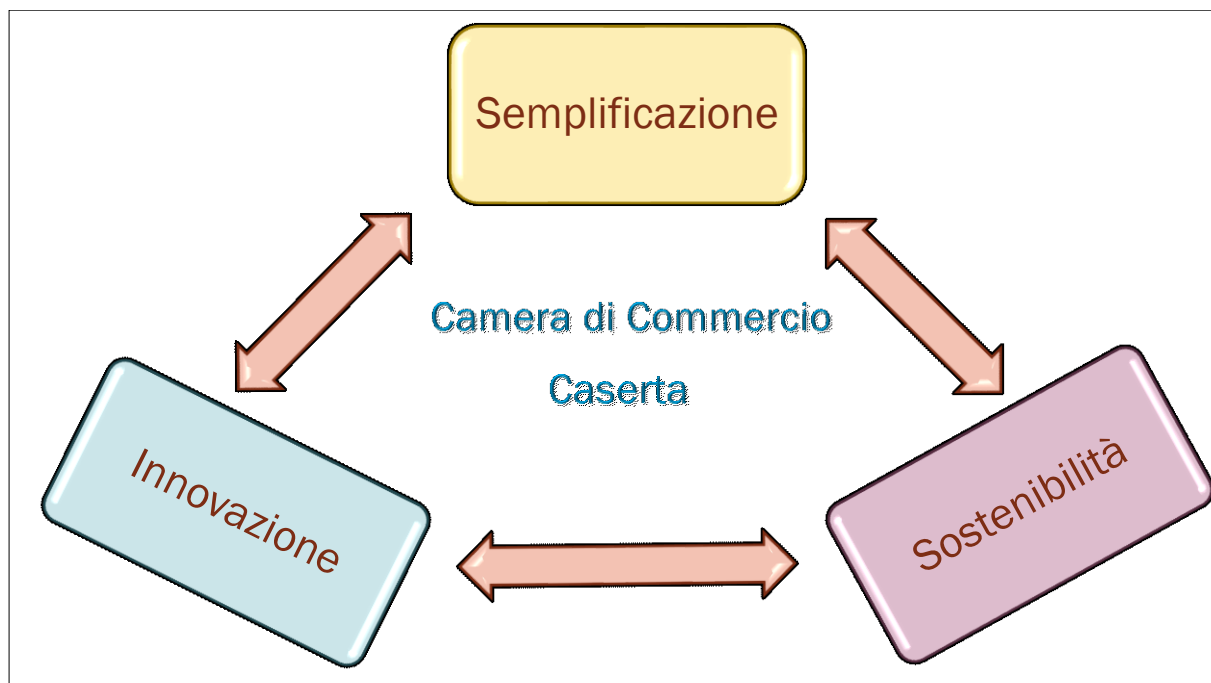 Semplificazione
Camera di Commercio
Caserta
Innovazione
Sostenibilità